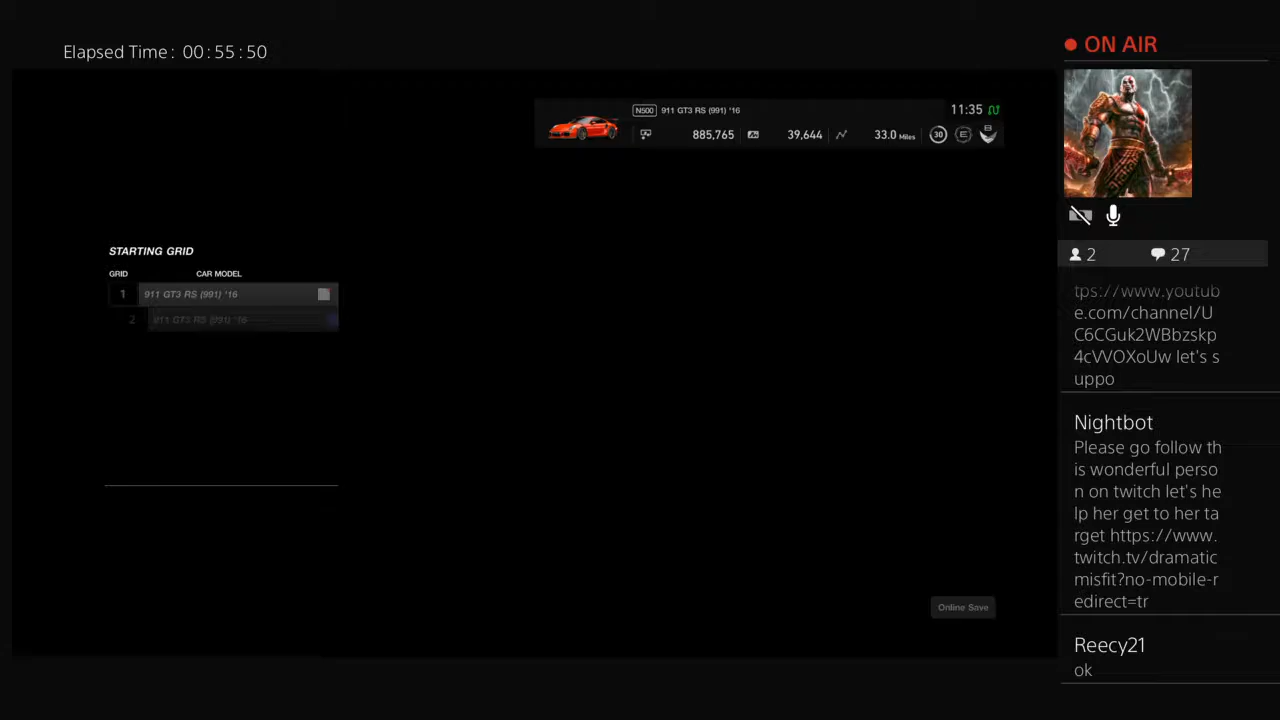 Elapsed Time: 00:55:50
N500 911 GT3 RS (991) '16
11:35
885,765 39,644 33.0 Miles 30 E B
STARTING GRID
GRID CAR MODEL
1 911 GT3 RS (991) '16
2 911 GT3 RS (991) '16
Online Save
ON AIR
2 27
tps://www.youtub
e.com/channel/U
C6CGuk2WBbzskp
4cVVOXoUw let's s
uppo
Nightbot
Please go follow th
is wonderful perso
n on twitch let's he
lp her get to her ta
rget https://www.
twitch.tv/dramatic
misfit?no-mobile-r
edirect=tr
Reecy21
ok